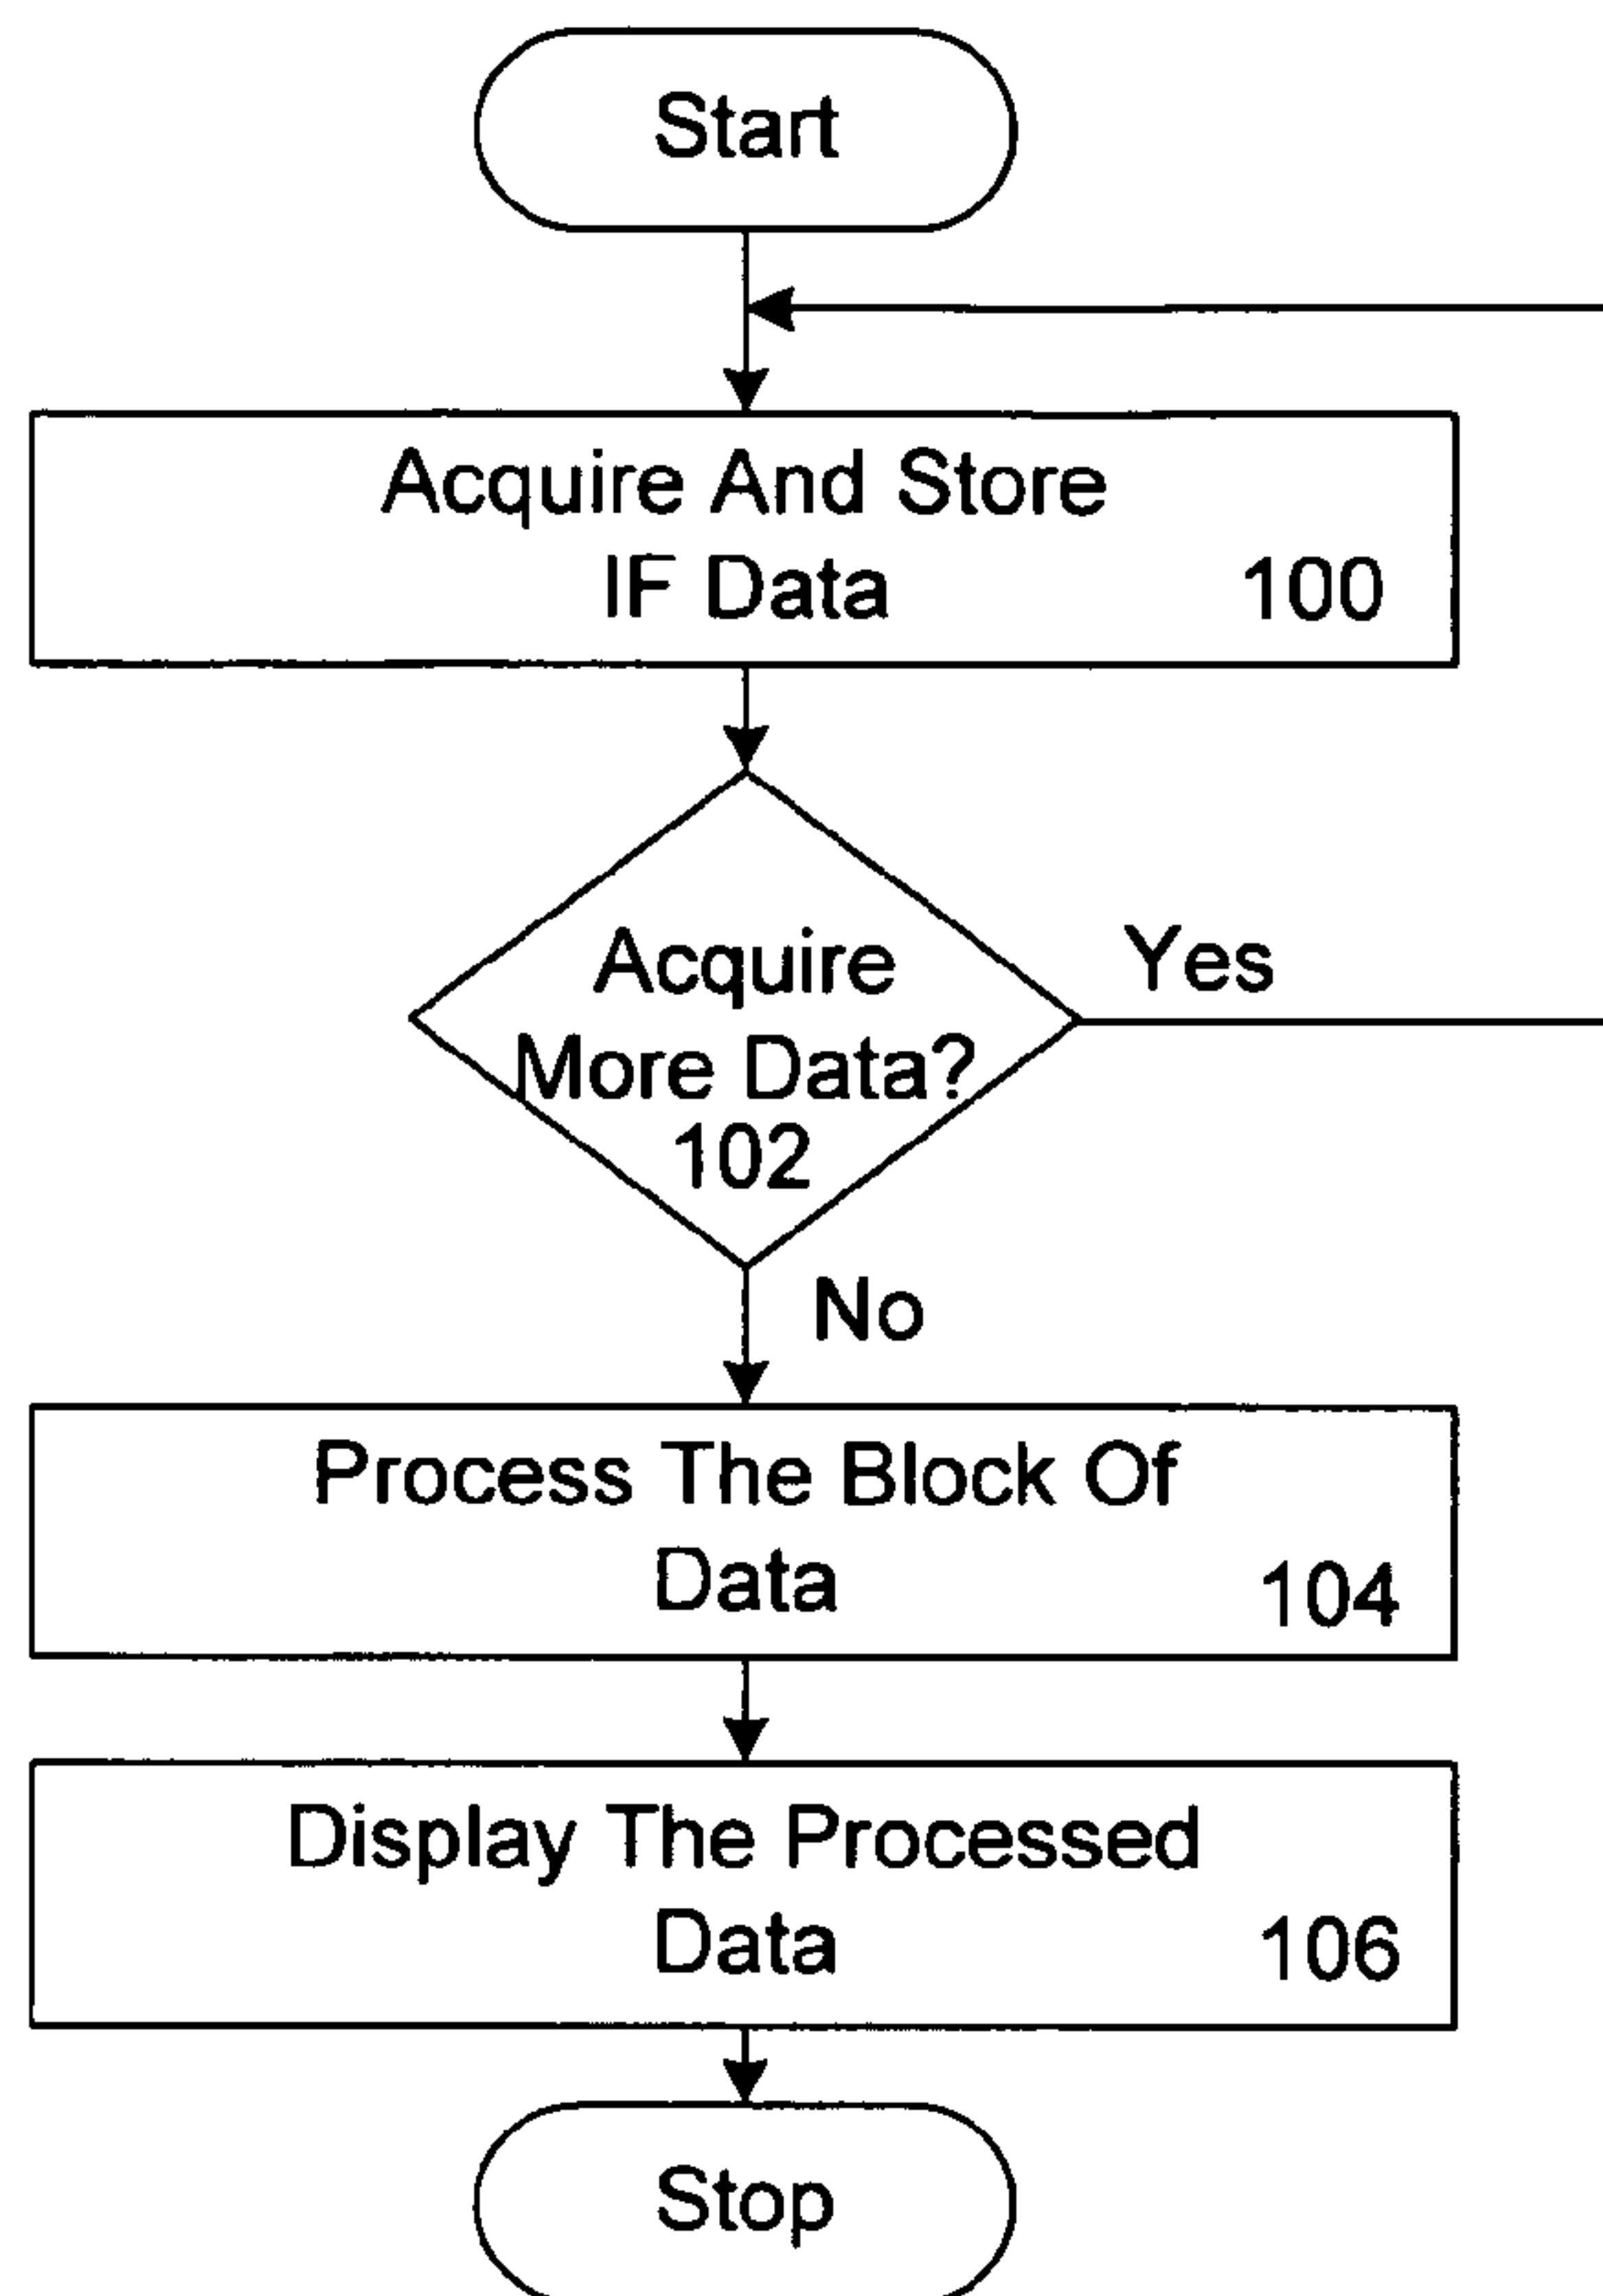 Start
Acquire And Store
IF Data 100
Acquire
More Data?
102
Yes
No
Process The Block Of
Data 104
Display The Processed
Data 106
Stop